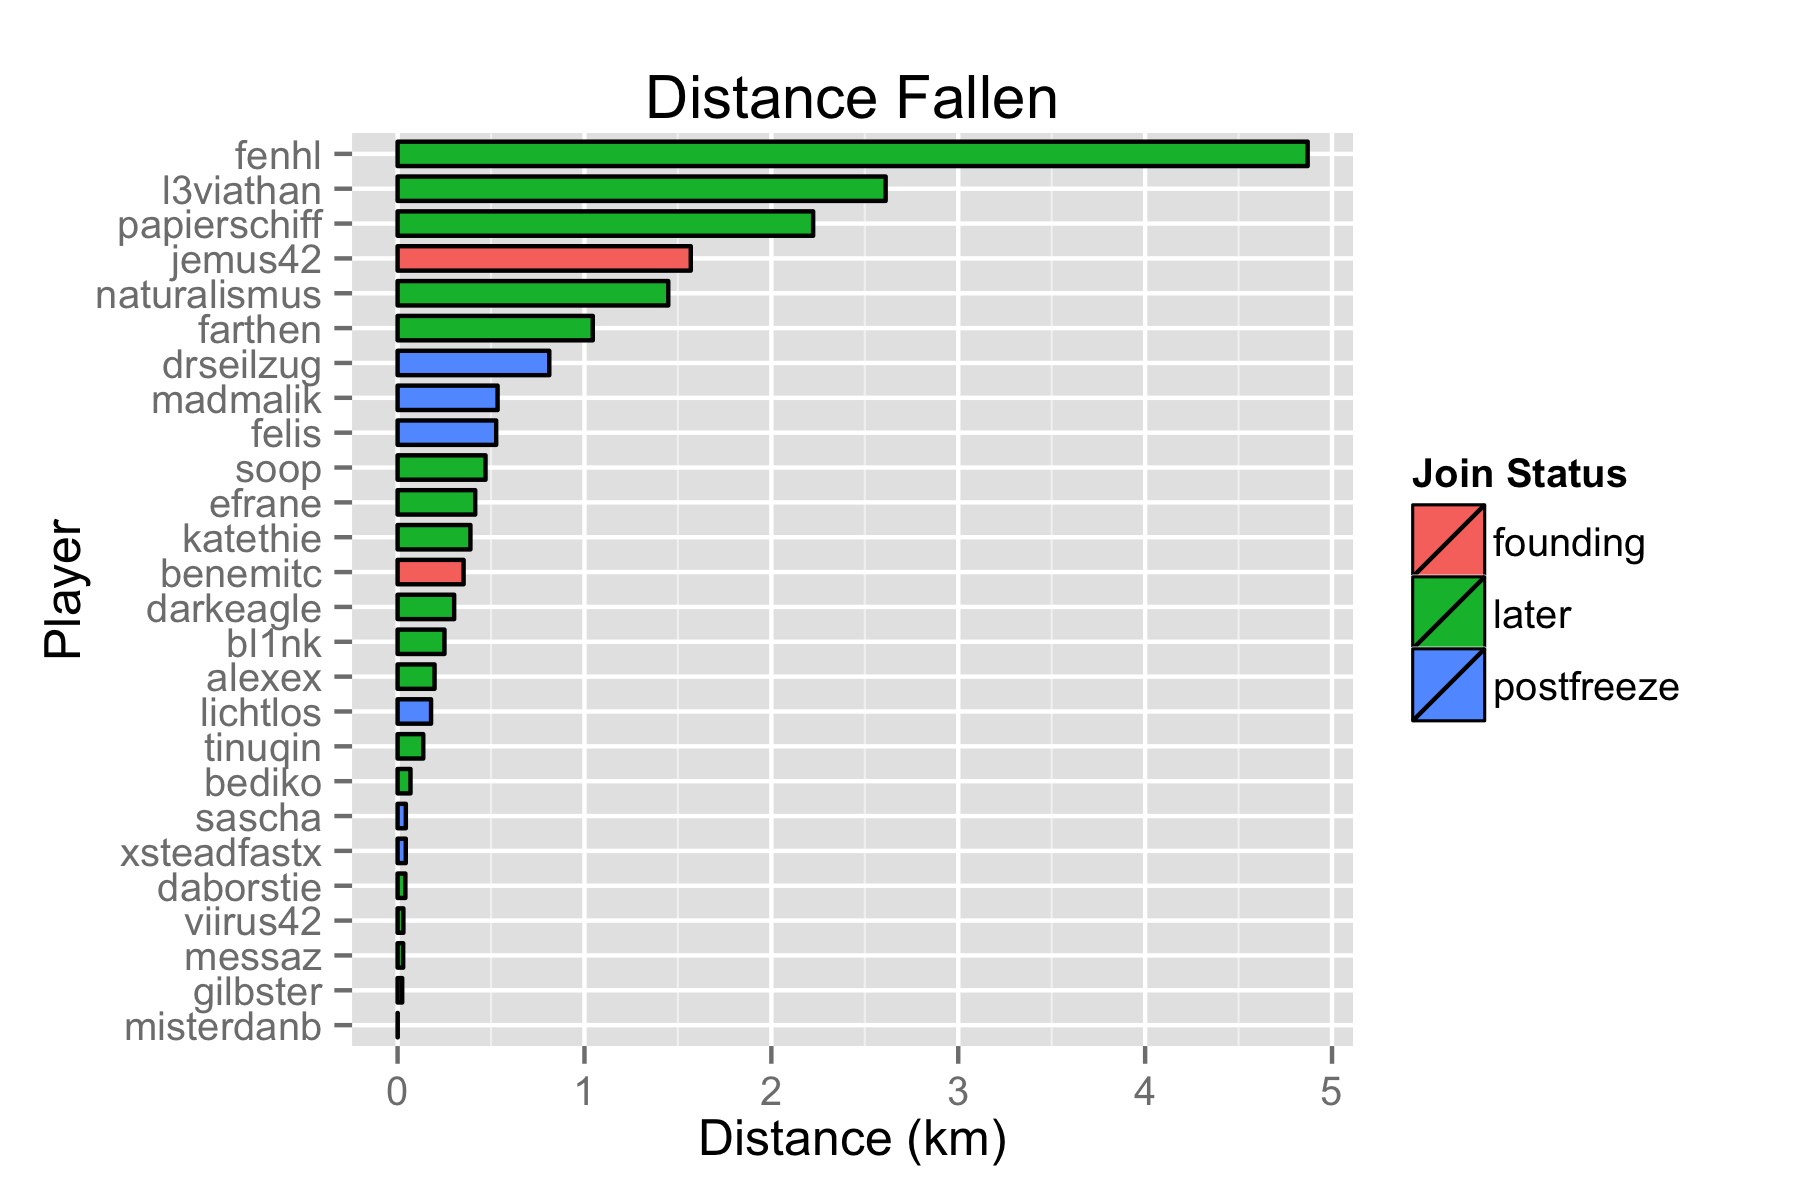 Distance Fallen
fenhl
l3viathan
papierschiff
jemus42
naturalismus
farthen
drseilzug
madmalik
felis
soop
efrane
katethie
benemitc
darkeagle
bl1nk
alexex
lichtlos
tinuqin
bediko
sascha
xsteadfastx
daborstie
viirus42
messaz
gilbster
misterdanb
Player
0 1 2 3 4 5
Distance (km)
Join Status
founding
later
postfreeze